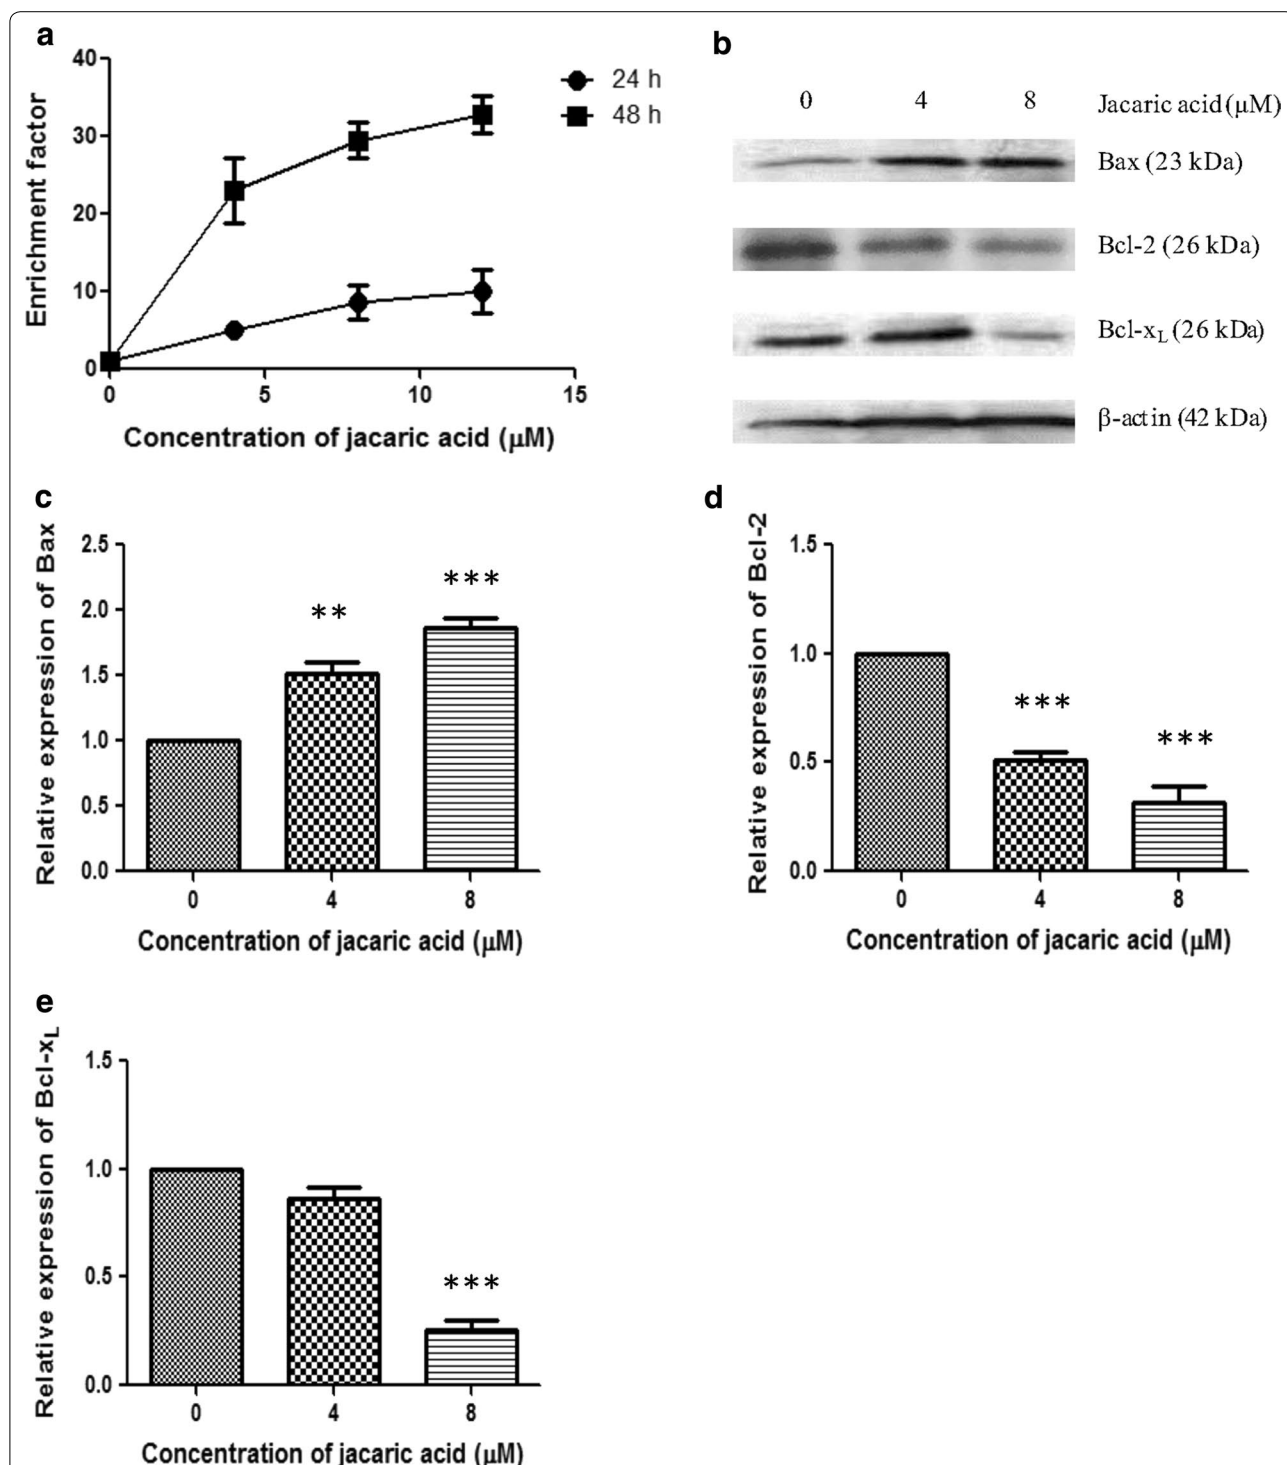 a
40
30
20
10
0
0 5 10 15
Enrichment factor
Concentration of jacaric acid (μM)
24 h
48 h
b
0 4 8 Jacaric acid (μM)
Bax (23 kDa)
Bcl-2 (26 kDa)
Bcl-xL (26 kDa)
β-actin (42 kDa)
c
Relative expression of Bax
2.5
2.0
1.5
1.0
0.5
0.0
** ***
0 4 8
Concentration of jacaric acid (μM)
d
Relative expression of Bcl-2
1.5
1.0
0.5
0.0
*** ***
0 4 8
Concentration of jacaric acid (μM)
e
Relative expression of Bcl-xL
1.5
1.0
0.5
0.0
***
0 4 8
Concentration of jacaric acid (μM)